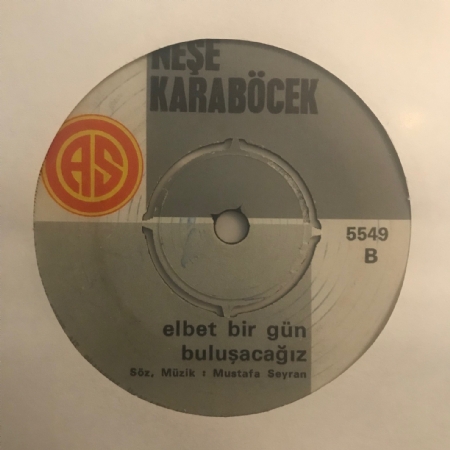 NEŞE
KARABÖCEK
AS
5549
B
elbet bir gün
buluşacağız
Söz, Müzik : Mustafa Seyran